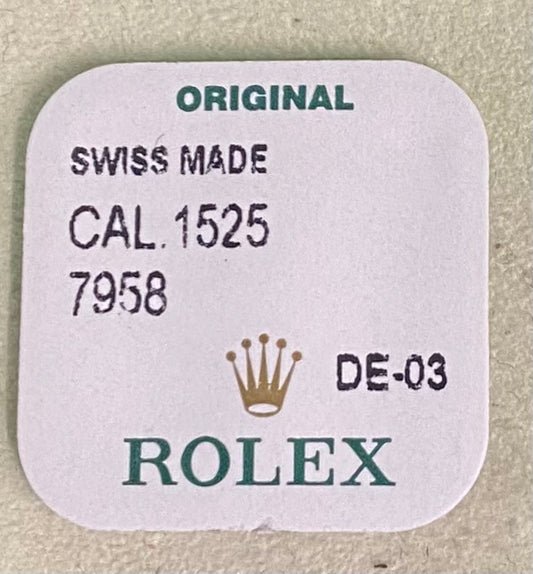 ORIGINAL
SWISS MADE
CAL. 1525
7958
DE-03
ROLEX